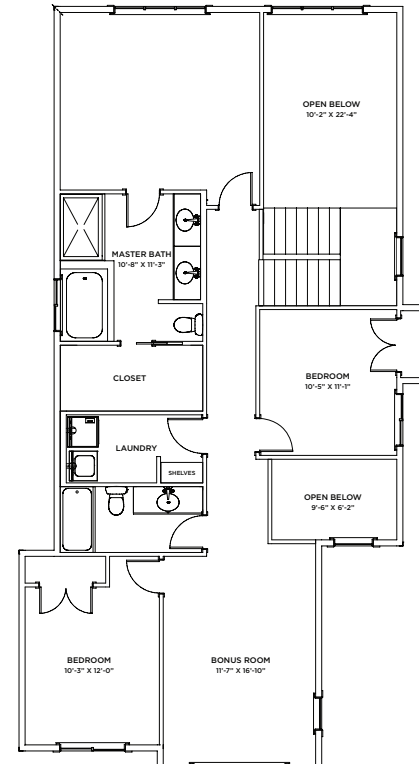 OPEN BELOW
10'-2" X 22'-4"
MASTER BATH
10'-8" X 11'-3"
BEDROOM
10'-5" X 11'-1"
CLOSET
LAUNDRY
SHELVES
OPEN BELOW
9'-6" X 6'-2"
BEDROOM
10'-3" X 12'-0"
BONUS ROOM
11'-7" X 16'-10"